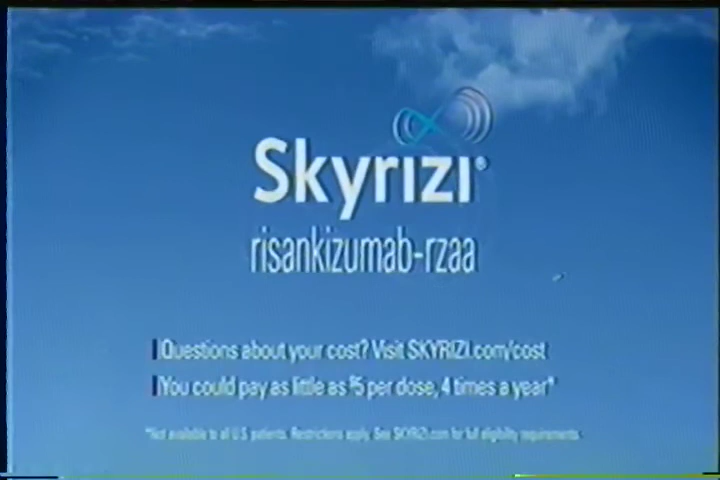 Skyrizi®
risankizumab-rzaa
Questions about your cost? Visit SKYRIZI.com/cost
You could pay as little as $5 per dose, 4 times a year*
*Not available to all U.S. patients. Restrictions apply. See SKYRIZI.com for full eligibility requirements.